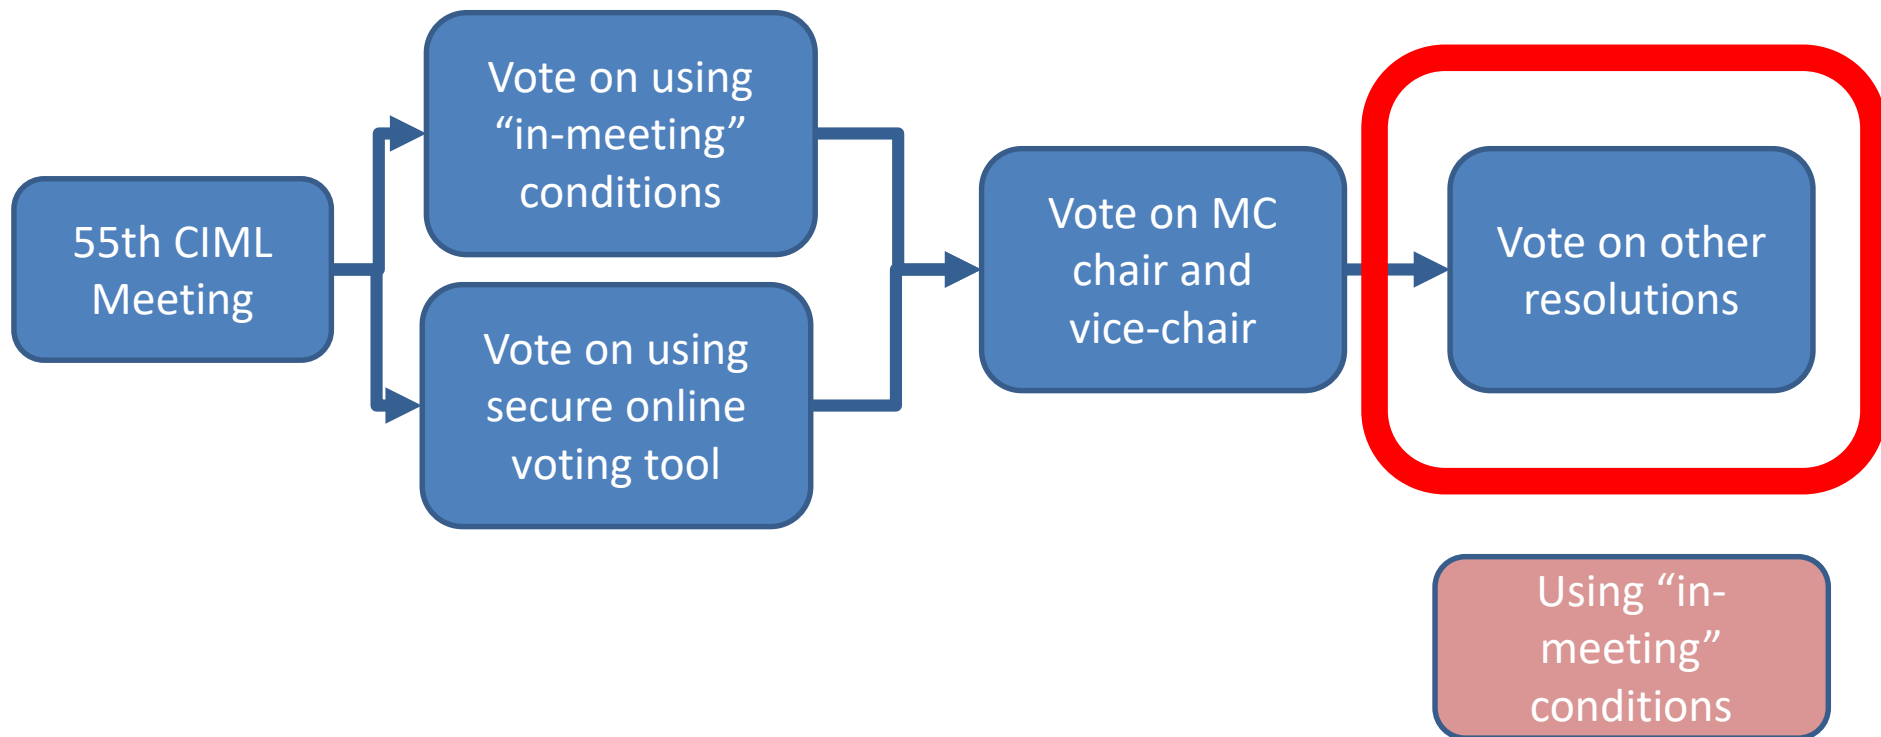 55th CIML
Meeting
Vote on using
“in-meeting”
conditions
Vote on using
secure online
voting tool
Vote on MC
chair and
vice-chair
Vote on other
resolutions
Using “in-
meeting”
conditions